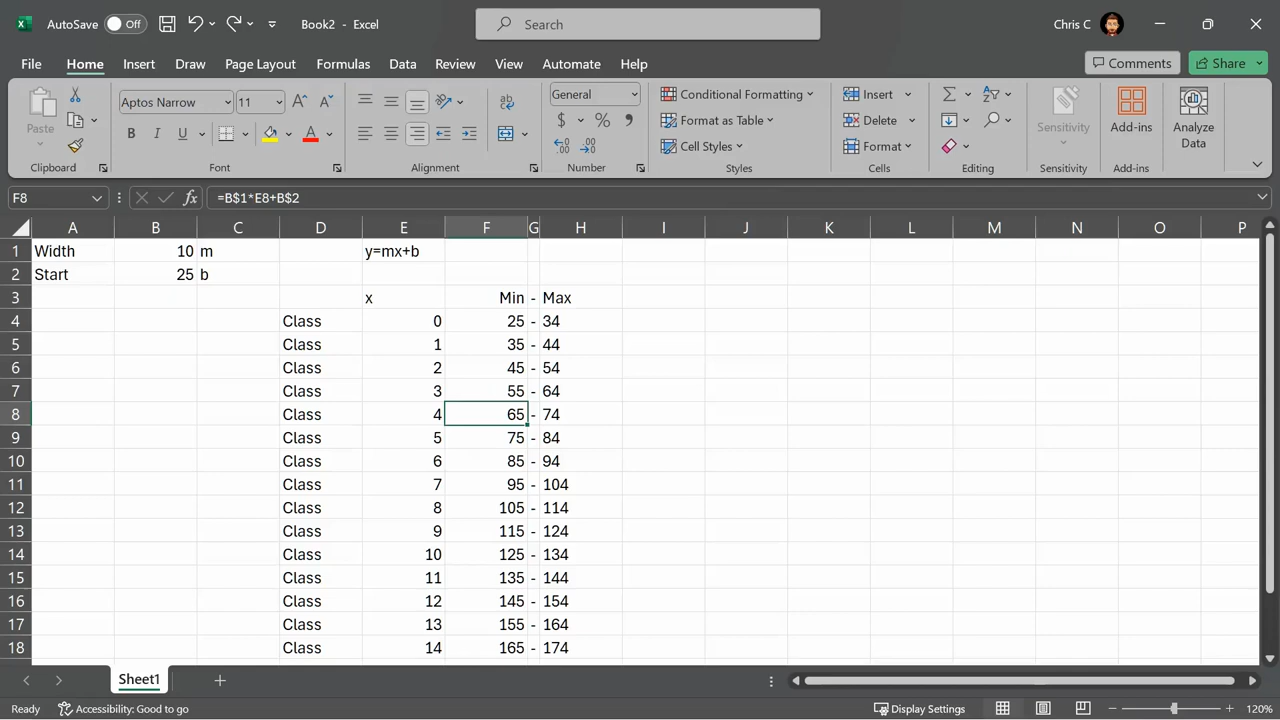 AutoSave Off Book2 - Excel Search Chris C
File Home Insert Draw Page Layout Formulas Data Review View Automate Help Comments Share
Aptos Narrow 11 ab General Conditional Formatting Insert
Paste $ % Format as Table Delete Sensitivity Add-ins Analyze Data
B I U A Cell Styles Format
Clipboard Font Alignment Number Styles Cells Editing Sensitivity Add-ins
F8 fx =B$1*E8+B$2
A B C D E F G H I J K L M N O P
1 Width 10 m y=mx+b
2 Start 25 b
3 x Min - Max
4 Class 0 25 - 34
5 Class 1 35 - 44
6 Class 2 45 - 54
7 Class 3 55 - 64
8 Class 4 65 - 74
9 Class 5 75 - 84
10 Class 6 85 - 94
11 Class 7 95 - 104
12 Class 8 105 - 114
13 Class 9 115 - 124
14 Class 10 125 - 134
15 Class 11 135 - 144
16 Class 12 145 - 154
17 Class 13 155 - 164
18 Class 14 165 - 174
Sheet1
Ready Accessibility: Good to go Display Settings 120%